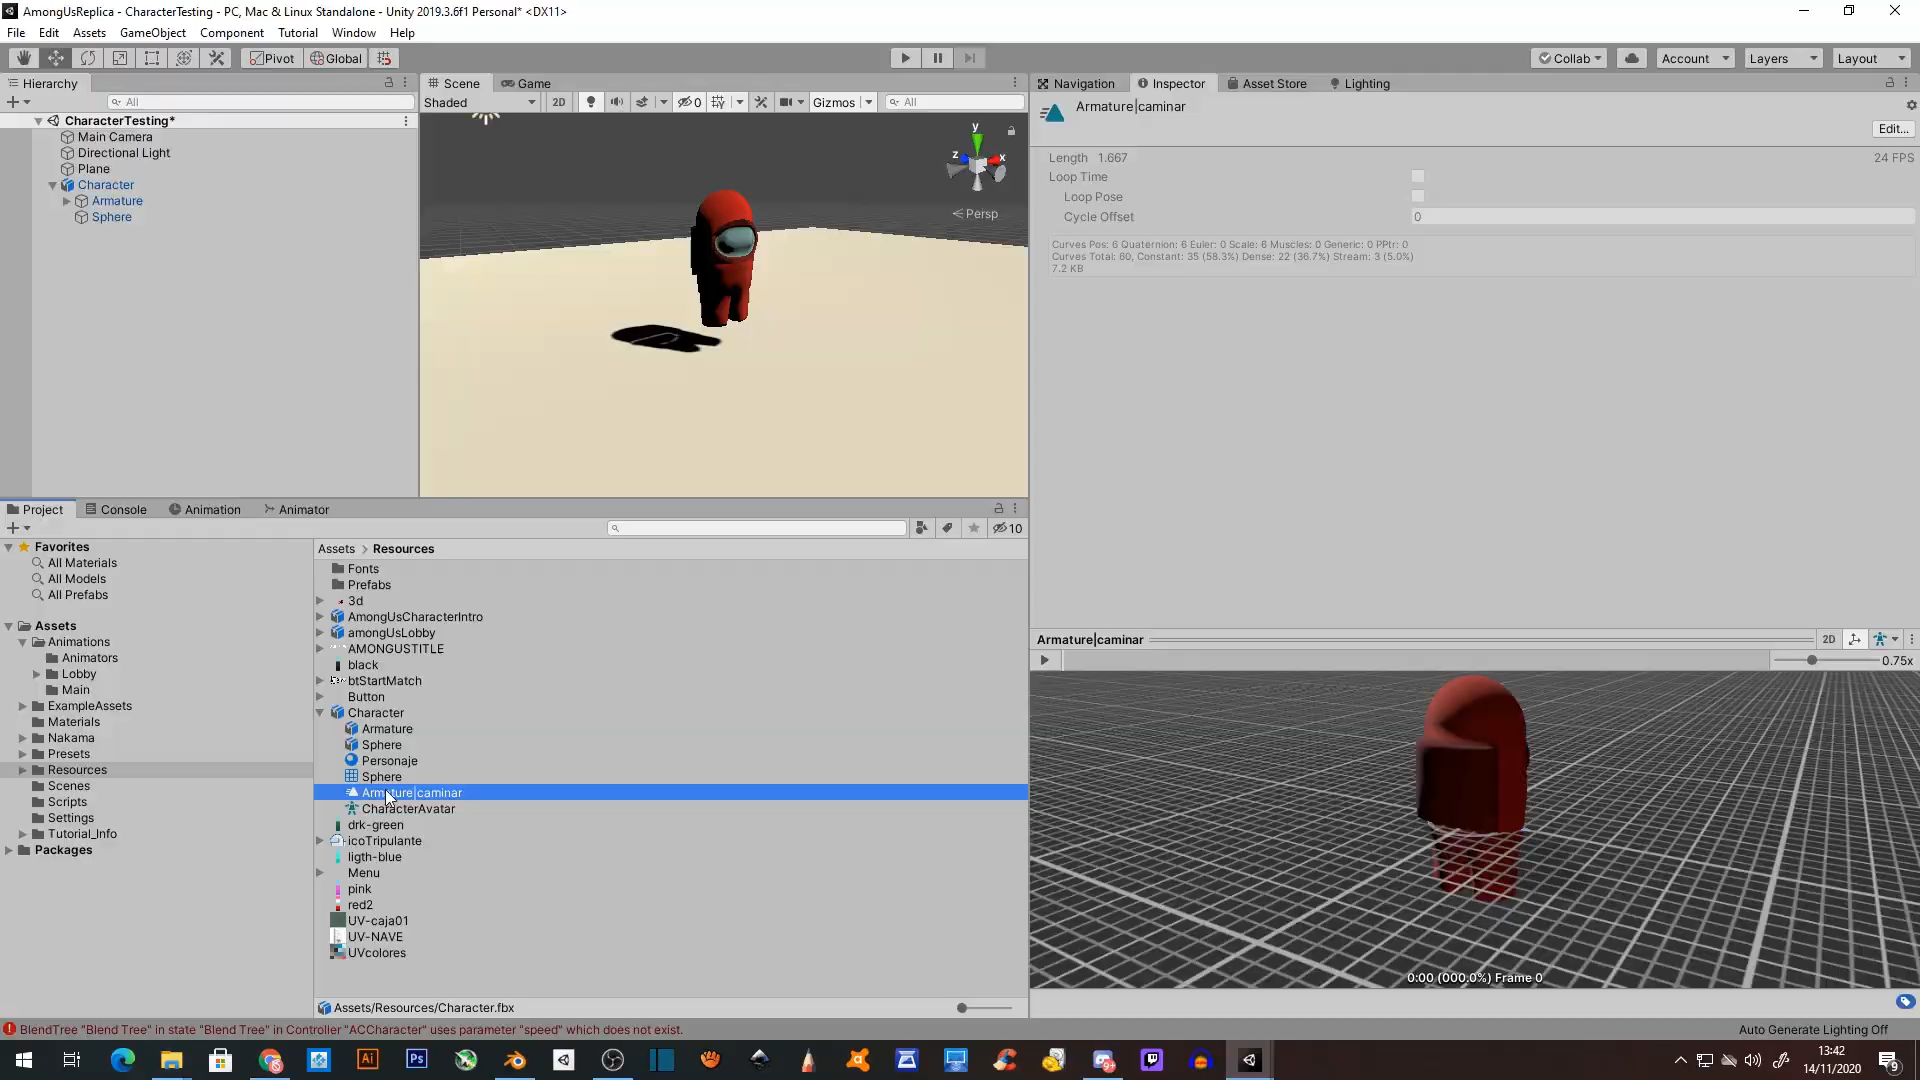 AmongUsReplica - CharacterTesting - PC, Mac & Linux Standalone - Unity 2019.3.6f1 Personal* <DX11>
File Edit Assets GameObject Component Tutorial Window Help
Pivot Global Collab Account Layers Layout
Hierarchy
All
CharacterTesting*
Main Camera
Directional Light
Plane
Character
Armature
Sphere
Scene Game
Shaded 2D 0 Gizmos All
y
z x
Persp
Navigation Inspector Asset Store Lighting
Armature|caminar
Edit...
Length 1.667 24 FPS
Loop Time
Loop Pose
Cycle Offset 0
Curves Pos: 6 Quaternion: 6 Euler: 0 Scale: 6 Muscles: 0 Generic: 0 PPtr: 0
Curves Total: 60, Constant: 35 (58.3%) Dense: 22 (36.7%) Stream: 3 (5.0%)
7.2 KB
Armature|caminar 2D
0.75x
0:00 (000.0%) Frame 0
Project Console Animation Animator
10
Favorites
All Materials
All Models
All Prefabs
Assets
Animations
Animators
Lobby
Main
ExampleAssets
Materials
Nakama
Presets
Resources
Scenes
Scripts
Settings
Tutorial_Info
Packages
Assets > Resources
Fonts
Prefabs
3d
AmongUsCharacterIntro
amongUsLobby
AMONGUSTITLE
black
btStartMatch
Button
Character
Armature
Sphere
Personaje
Sphere
Armature|caminar
CharacterAvatar
drk-green
icoTripulante
ligth-blue
Menu
pink
red2
UV-caja01
UV-NAVE
UVcolores
Assets/Resources/Character.fbx
BlendTree "Blend Tree" in state "Blend Tree" in Controller "ACCharacter" uses parameter "speed" which does not exist.
Auto Generate Lighting Off
Ai Ps
13:42
14/11/2020
9